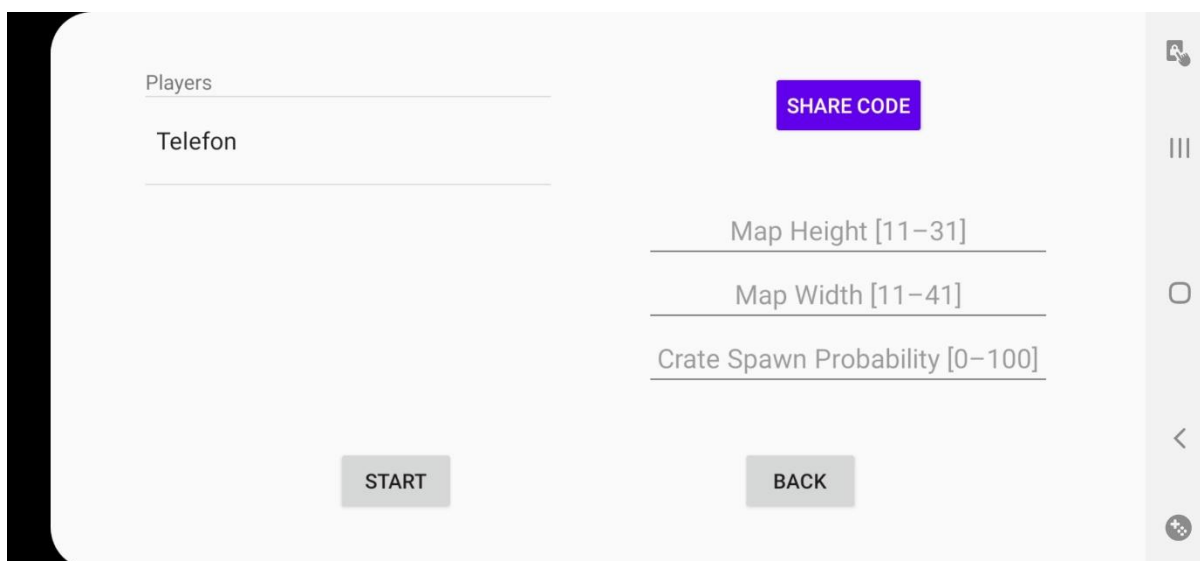 Players
Telefon
SHARE CODE
Map Height [11–31]
Map Width [11–41]
Crate Spawn Probability [0–100]
START
BACK